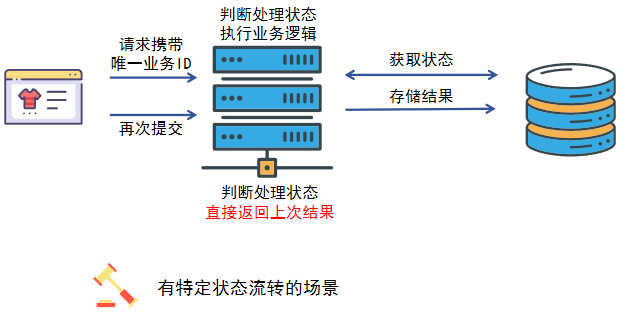 判断处理状态
执行业务逻辑
请求携带
唯一业务ID
获取状态
存储结果
再次提交
判断处理状态
直接返回上次结果
有特定状态流转的场景